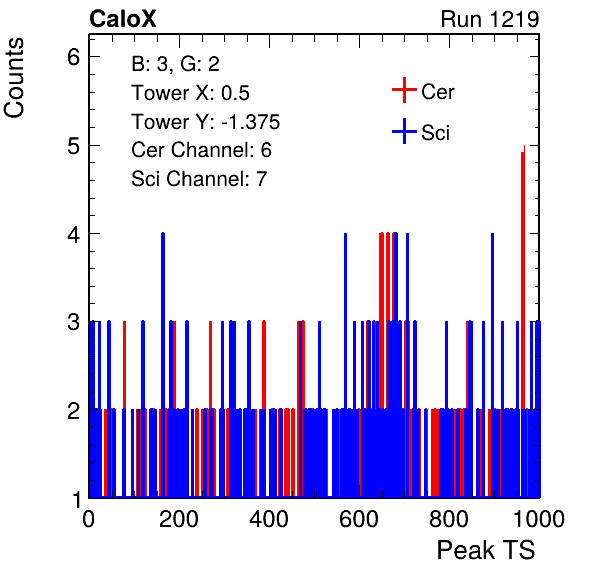 CaloX Run 1219
Counts
B: 3, G: 2
Tower X: 0.5
Tower Y: -1.375
Cer Channel: 6
Sci Channel: 7
Cer
Sci
6
5
4
3
2
1
0 200 400 600 800 1000
Peak TS